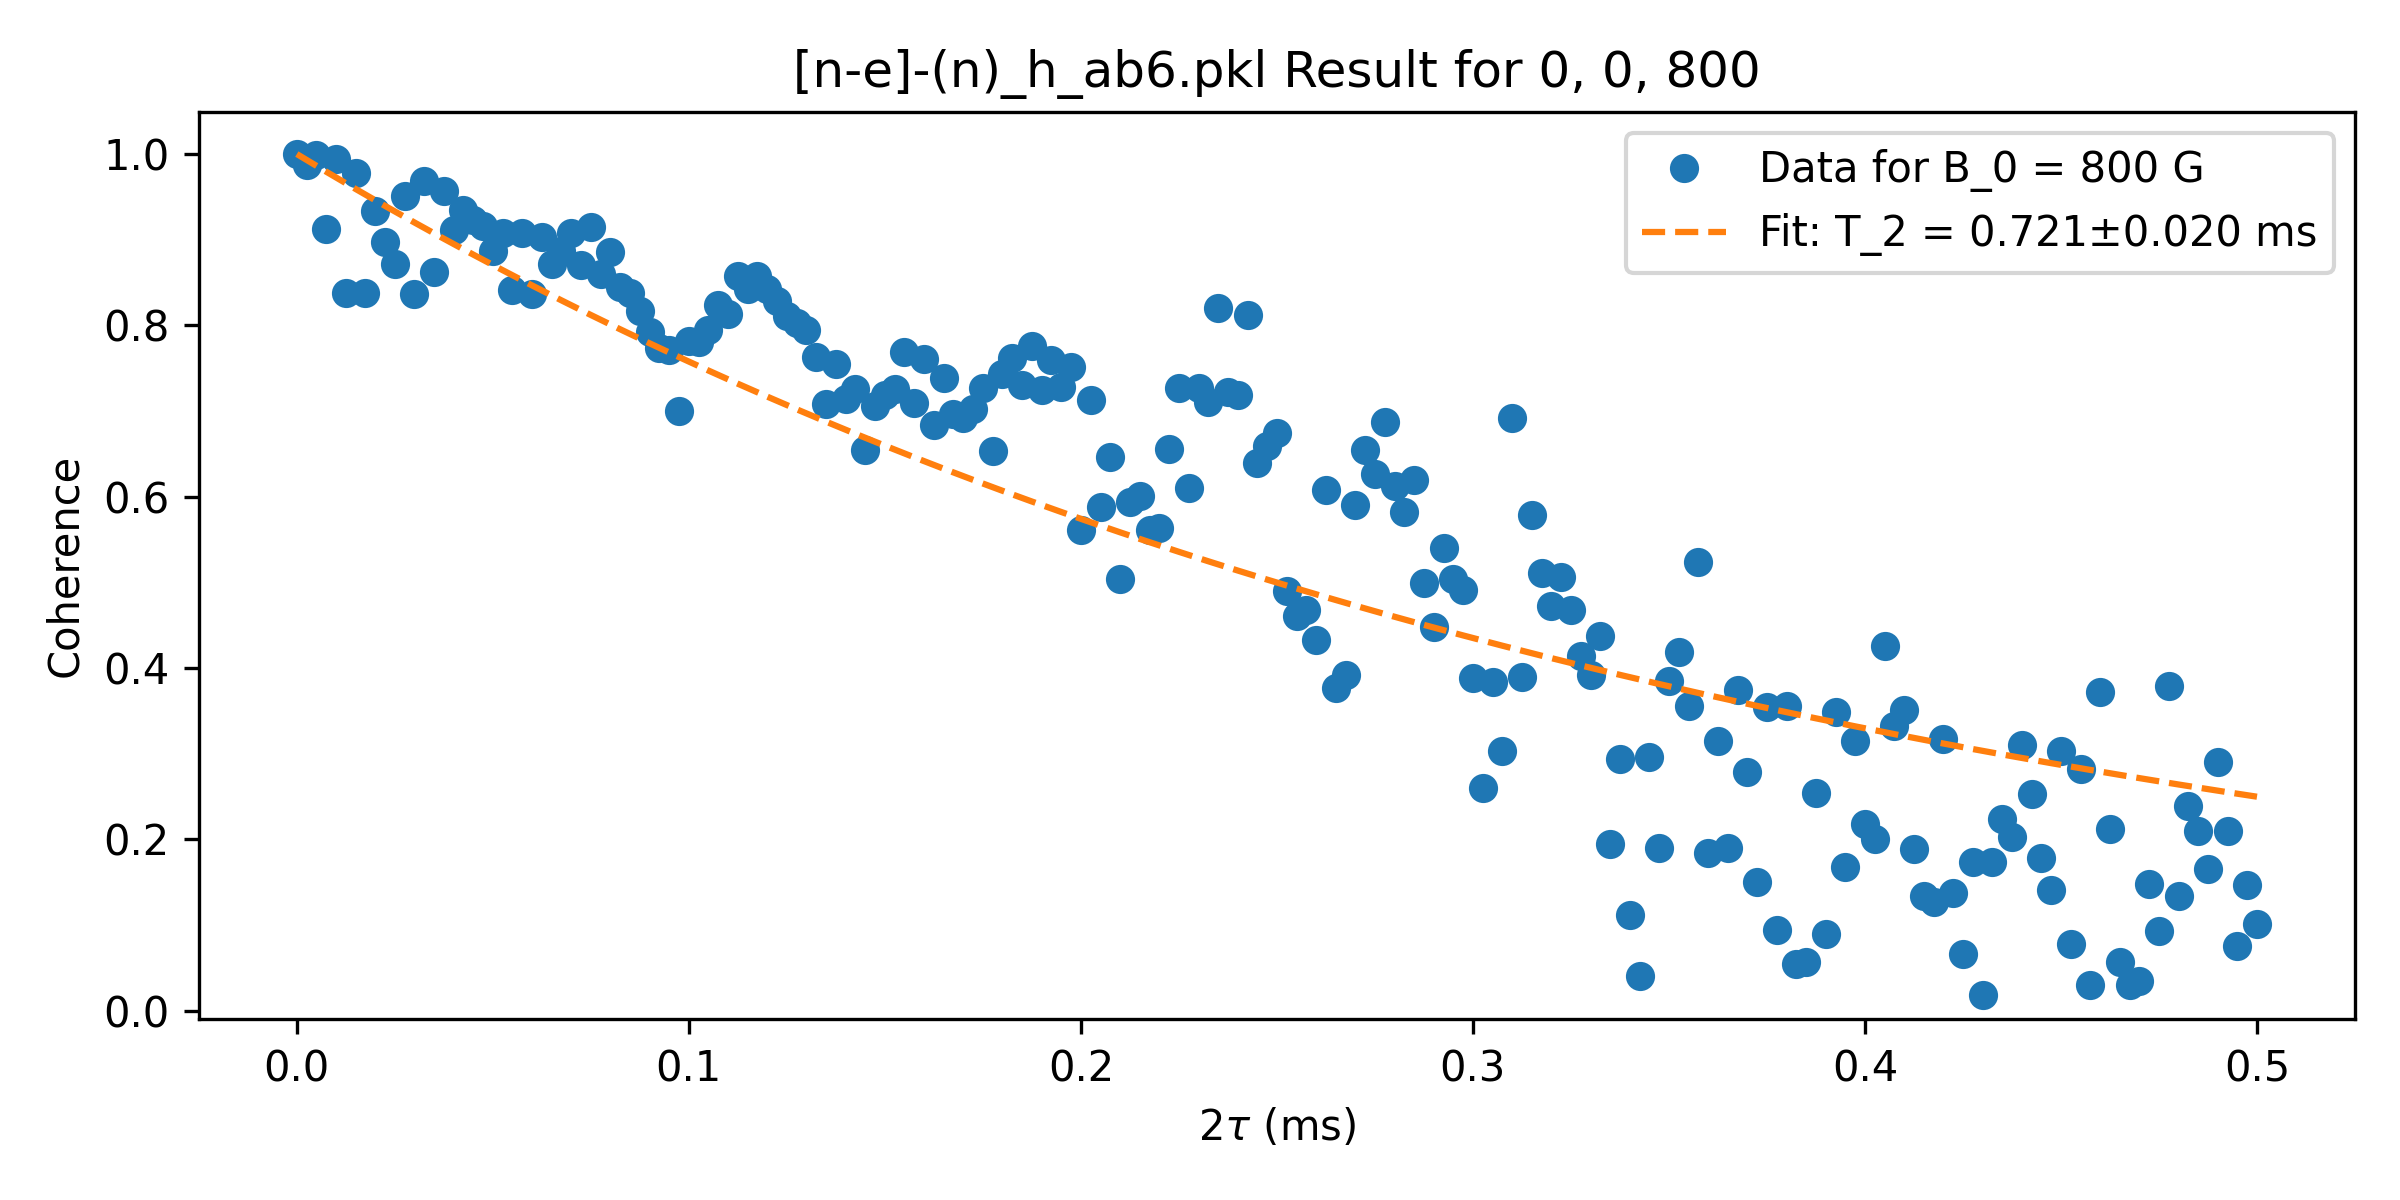 [n-e]-(n)_h_ab6.pkl Result for 0, 0, 800
Data for B_0 = 800 G
Fit: T_2 = 0.721±0.020 ms
Coherence
1.0
0.8
0.6
0.4
0.2
0.0
0.0 0.1 0.2 0.3 0.4 0.5
2τ (ms)